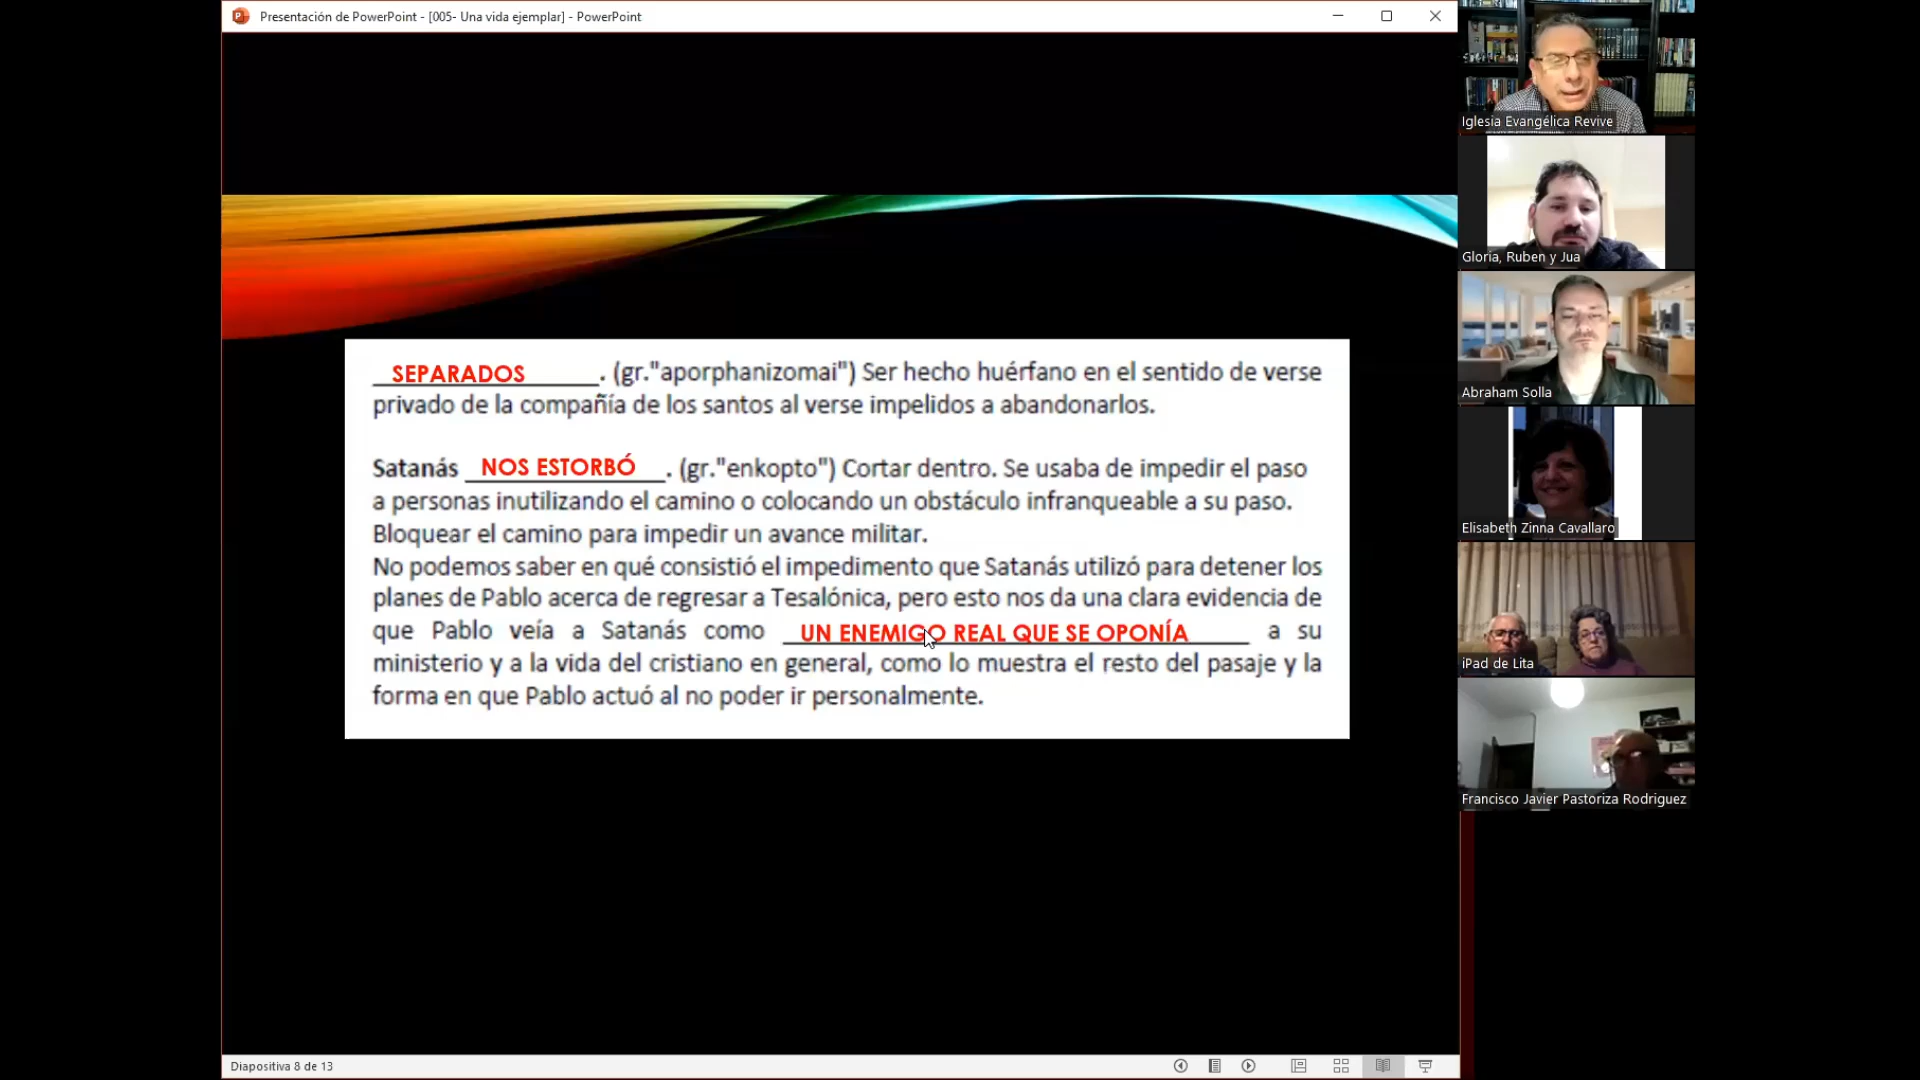 Presentación de PowerPoint - [005- Una vida ejemplar] - PowerPoint
SEPARADOS. (gr."aporphanizomai") Ser hecho huérfano en el sentido de verse
privado de la compañía de los santos al verse impelidos a abandonarlos.
Satanás NOS ESTORBÓ. (gr."enkopto") Cortar dentro. Se usaba de impedir el paso
a personas inutilizando el camino o colocando un obstáculo infranqueable a su paso.
Bloquear el camino para impedir un avance militar.
No podemos saber en qué consistió el impedimento que Satanás utilizó para detener los
planes de Pablo acerca de regresar a Tesalónica, pero esto nos da una clara evidencia de
que Pablo veía a Satanás como UN ENEMIGO REAL QUE SE OPONÍA a su
ministerio y a la vida del cristiano en general, como lo muestra el resto del pasaje y la
forma en que Pablo actuó al no poder ir personalmente.
Diapositiva 8 de 13
Iglesia Evangélica Revive
Gloria, Ruben y Jua
Abraham Solla
Elisabeth Zinna Cavallaro
iPad de Lita
Francisco Javier Pastoriza Rodriguez